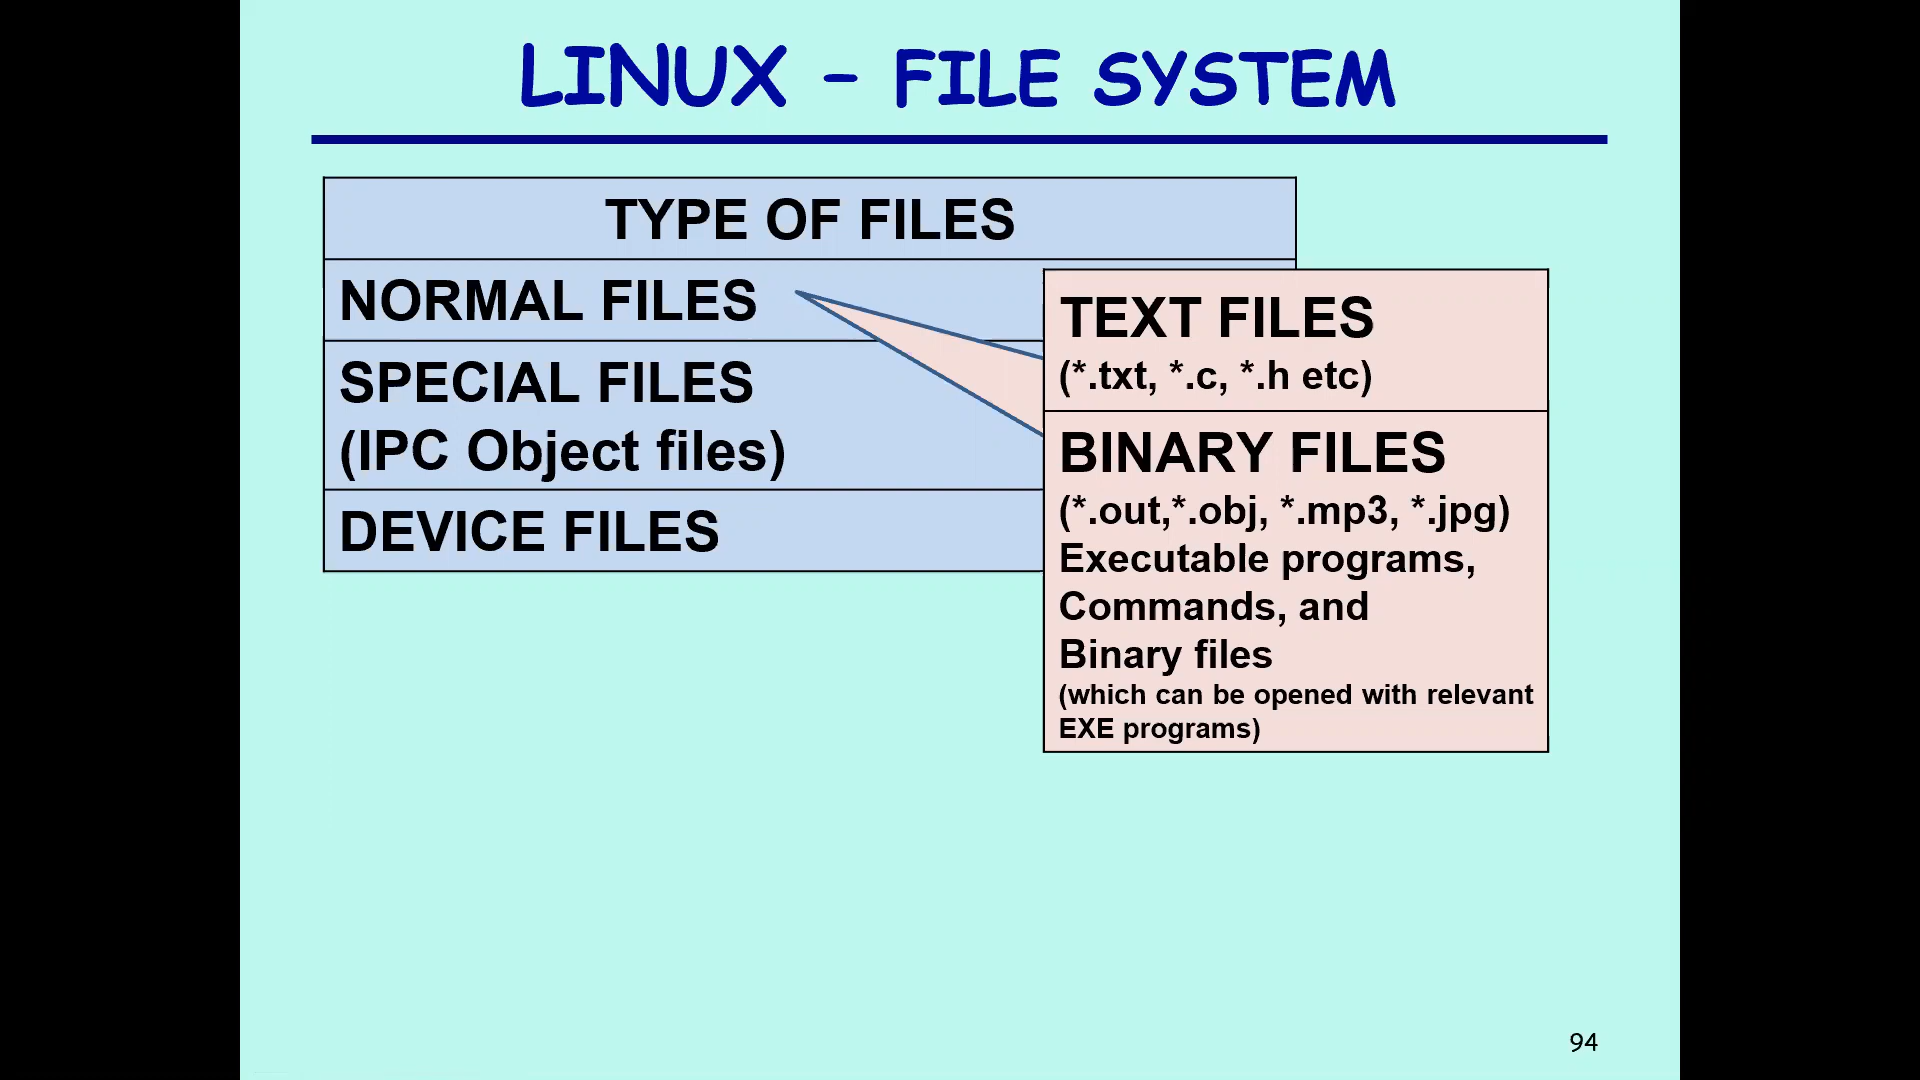 LINUX – FILE SYSTEM
TYPE OF FILES
NORMAL FILES
SPECIAL FILES
(IPC Object files)
DEVICE FILES
TEXT FILES
(*.txt, *.c, *.h etc)
BINARY FILES
(*.out,*.obj, *.mp3, *.jpg)
Executable programs,
Commands, and
Binary files
(which can be opened with relevant
EXE programs)
94